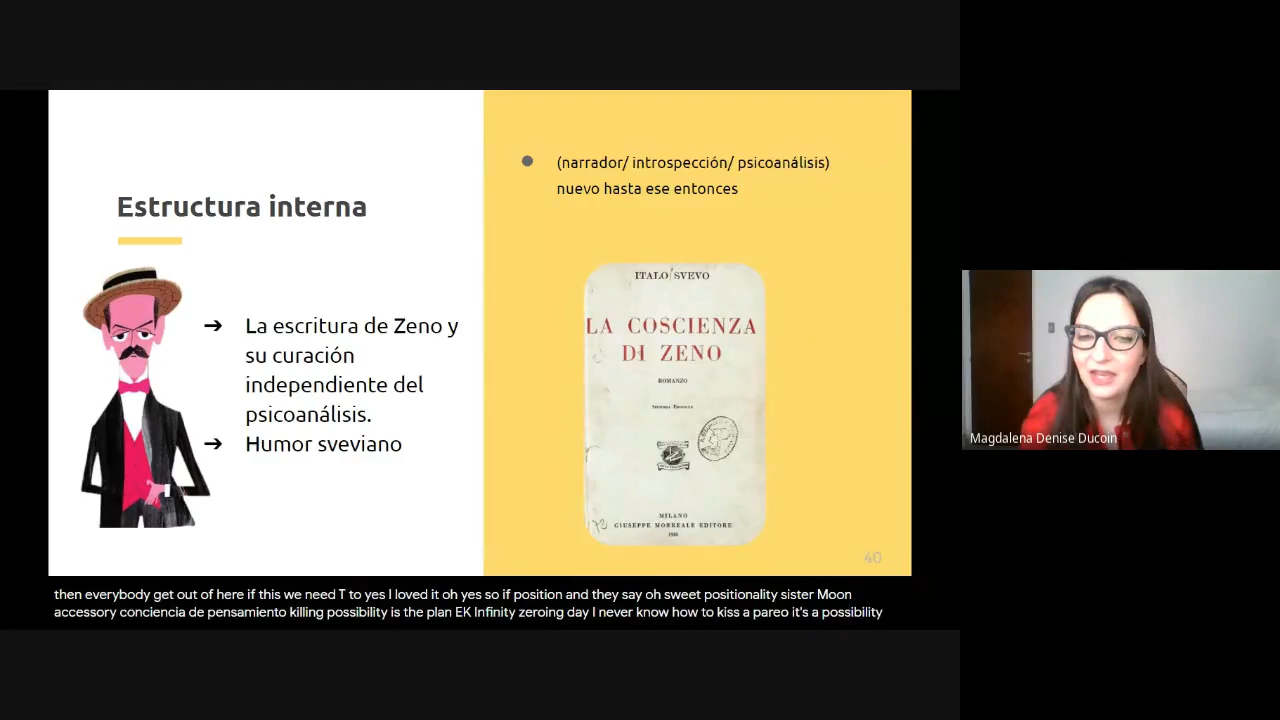 Estructura interna
➔ La escritura de Zeno y
su curación
independiente del
psicoanálisis.
➔ Humor sveviano
● (narrador/ introspección/ psicoanálisis)
nuevo hasta ese entonces
ITALO SVEVO
LA COSCIENZA
DI ZENO
ROMANZO
MILANO
GIUSEPPE MORREALE EDITORE
40
Magdalena Denise Ducoin
then everybody get out of here if this we need T to yes I loved it oh yes so if position and they say oh sweet positionality sister Moon
accessory conciencia de pensamiento killing possibility is the plan EK Infinity zeroing day I never know how to kiss a pareo it's a possibility